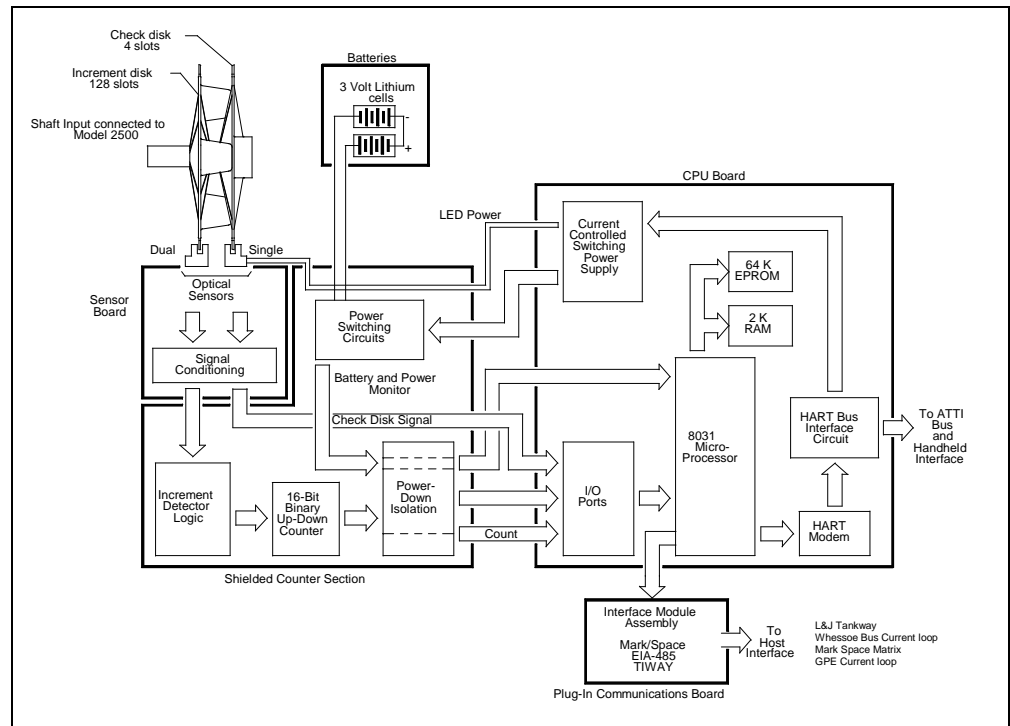 Check disk
4 slots
Increment disk
128 slots
Shaft Input connected to
Model 2500
Batteries
3 Volt Lithium
cells
-
+
CPU Board
LED Power
Current
Controlled
Switching
Power
Supply
64 K
EPROM
2 K
RAM
Dual
Single
Optical
Sensors
Sensor
Board
Signal
Conditioning
Power
Switching
Circuits
Battery and Power
Monitor
Check Disk Signal
8031
Micro-
Processor
HART Bus
Interface
Circuit
To ATTI
Bus
and
Handheld
Interface
Increment
Detector
Logic
16-Bit
Binary
Up-Down
Counter
Power-
Down
Isolation
Count
I/O
Ports
HART
Modem
Shielded Counter Section
Interface Module
Assembly
Mark/Space
EIA-485
TIWAY
To
Host
Interface
L&J Tankway
Whessoe Bus Current loop
Mark Space Matrix
GPE Current loop
Plug-In Communications Board